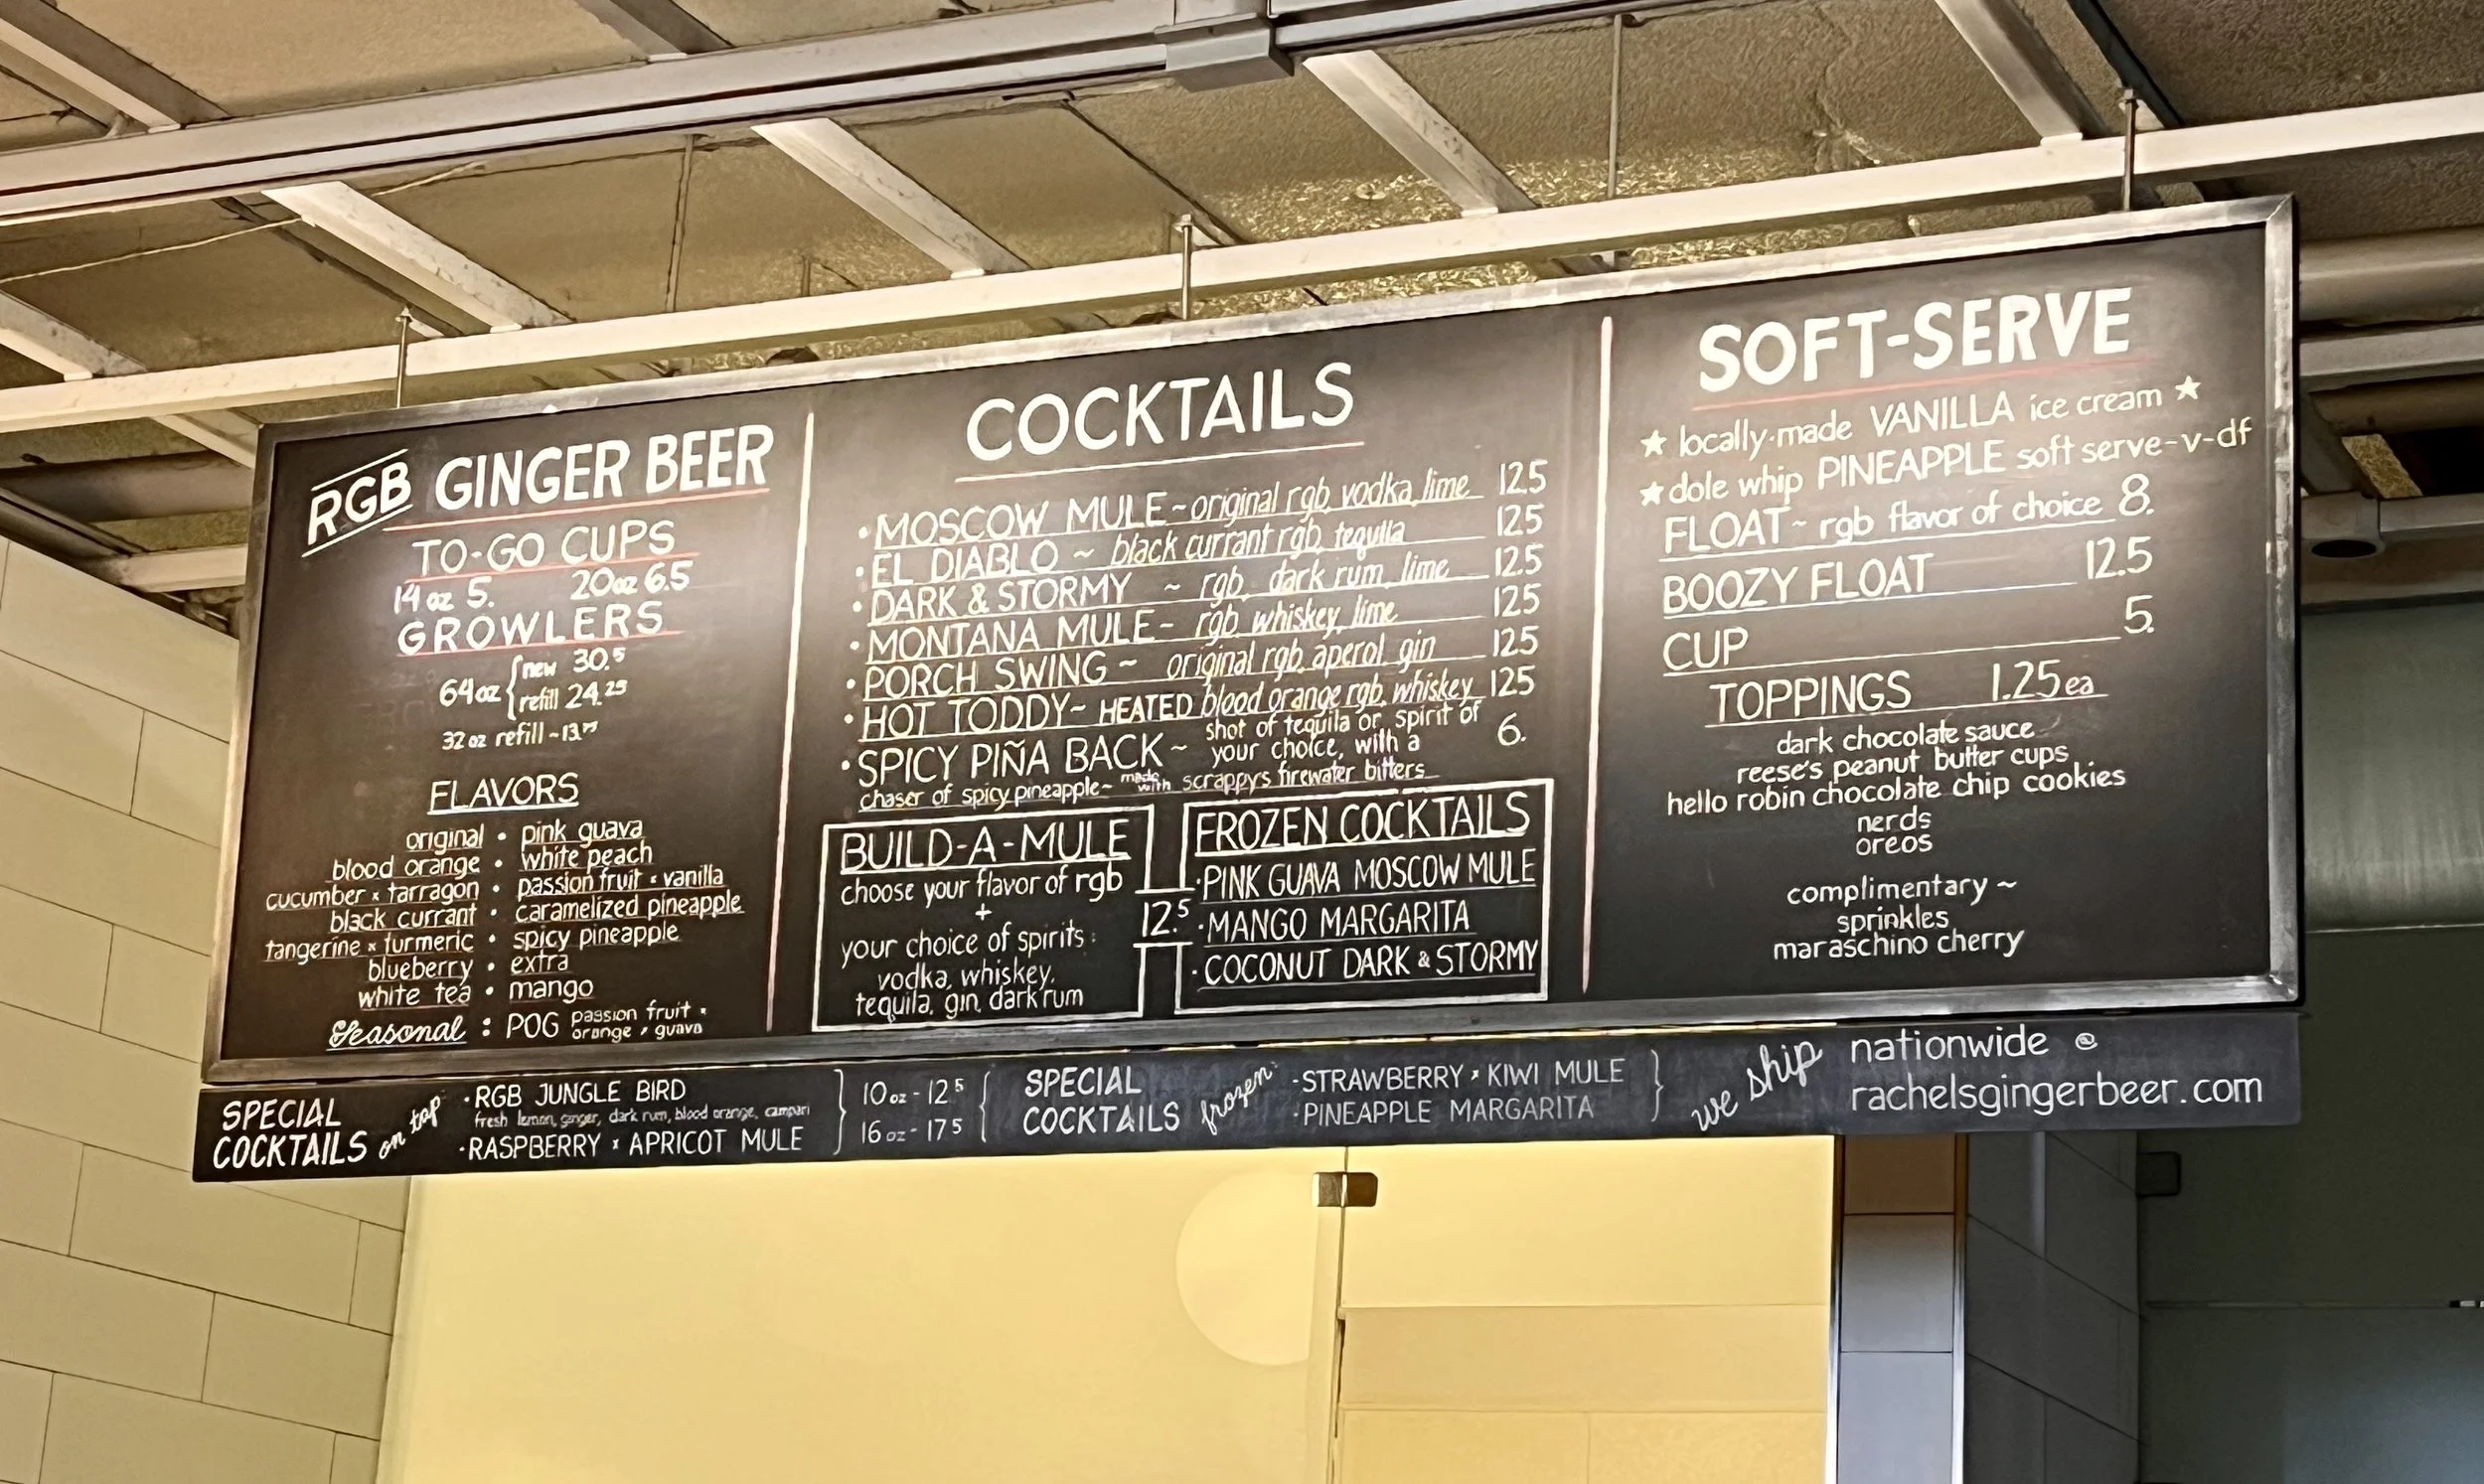 RGB GINGER BEER
TO-GO CUPS
14 oz 5. 20oz 6.5
GROWLERS
64oz { new 30.5
refill 24.25
32 oz refill ~ 13.75
FLAVORS
original • pink guava
blood orange • white peach
cucumber x tarragon • passion fruit x vanilla
black currant • caramelized pineapple
tangerine x turmeric • spicy pineapple
blueberry • extra
white tea • mango
Seasonal : POG passion fruit x
orange x guava
COCKTAILS
• MOSCOW MULE ~ original rgb, vodka, lime 12.5
• EL DIABLO ~ black currant rgb, tequila 12.5
• DARK & STORMY ~ rgb, dark rum, lime 12.5
• MONTANA MULE ~ rgb, whiskey, lime 12.5
• PORCH SWING ~ original rgb, aperol, gin 12.5
• HOT TODDY ~ HEATED blood orange rgb, whiskey 12.5
• SPICY PIÑA BACK ~ shot of tequila or spirit of
your choice, with a 6.
chaser of spicy pineapple ~ made with scrappys firewater bitters
BUILD-A-MULE
choose your flavor of rgb
+
your choice of spirits:
vodka, whiskey,
tequila, gin, dark rum
12.5
FROZEN COCKTAILS
• PINK GUAVA MOSCOW MULE
• MANGO MARGARITA
• COCONUT DARK & STORMY
SOFT-SERVE
★ locally-made VANILLA ice cream ★
★ dole whip PINEAPPLE soft serve-v-df
FLOAT ~ rgb flavor of choice 8.
BOOZY FLOAT 12.5
CUP 5.
TOPPINGS 1.25 ea
dark chocolate sauce
reese's peanut butter cups
hello robin chocolate chip cookies
nerds
oreos
complimentary ~
sprinkles
maraschino cherry
SPECIAL
COCKTAILS on tap
• RGB JUNGLE BIRD
fresh lemon, ginger, dark rum, blood orange, campari
• RASPBERRY x APRICOT MULE
10 oz - 12.5
16 oz - 17.5
SPECIAL
COCKTAILS frozen:
• STRAWBERRY x KIWI MULE
• PINEAPPLE MARGARITA
we ship nationwide @
rachelsgingerbeer.com